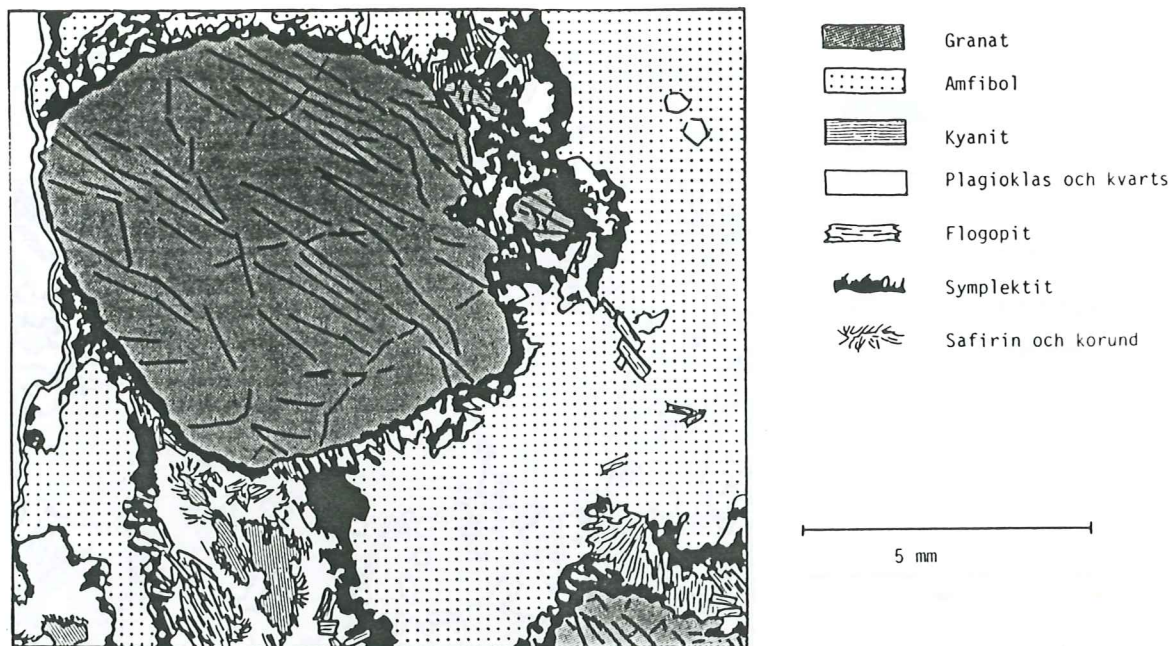 Granat
Amfibol
Kyanit
Plagioklas och kvarts
Flogopit
Symplektit
Safirin och korund
5 mm